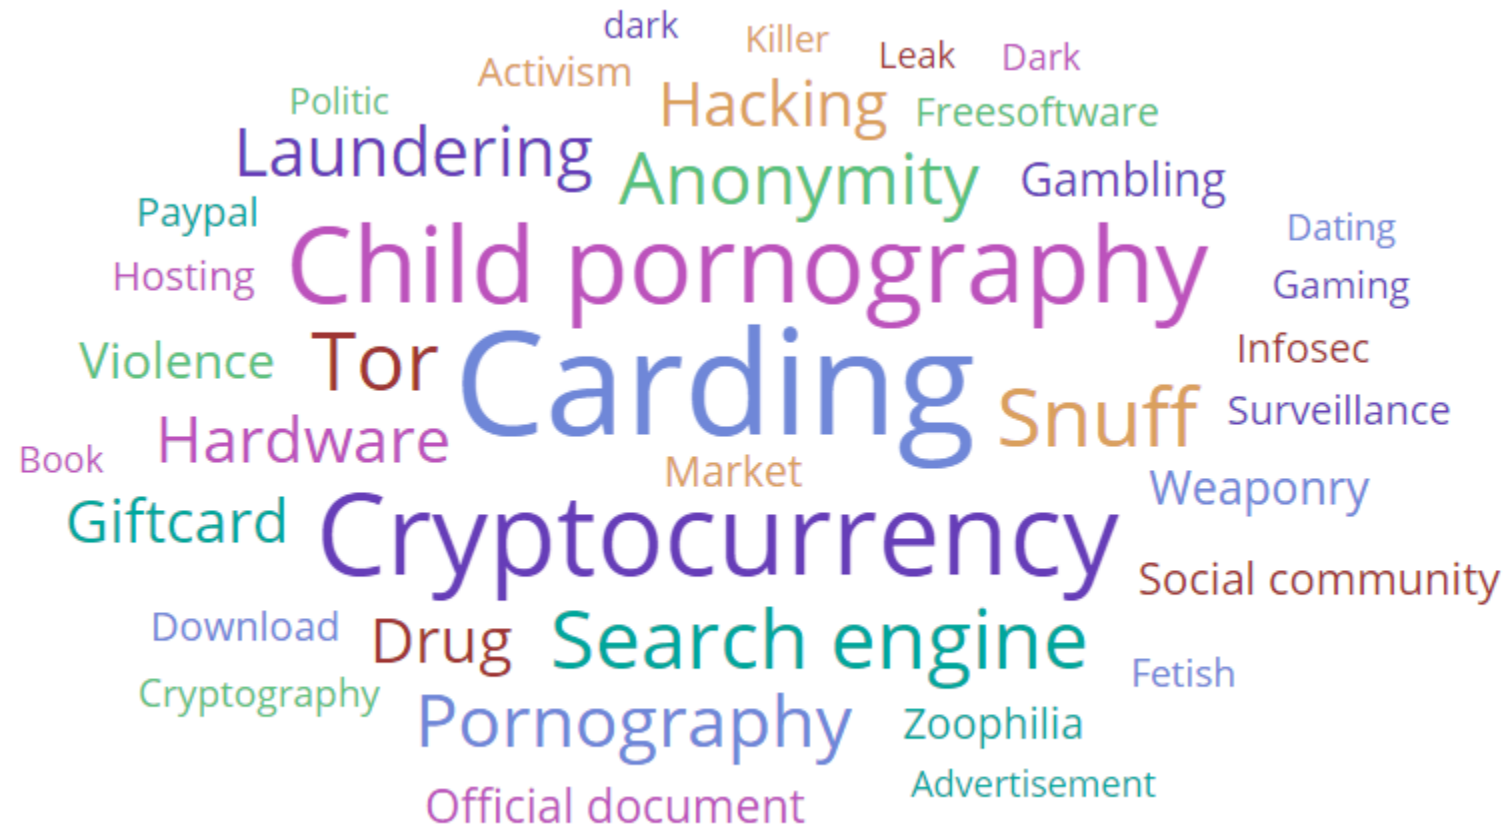 dark
Killer
Leak
Dark
Activism
Politic
Hacking
Freesoftware
Laundering
Anonymity
Gambling
Paypal
Dating
Child pornography
Hosting
Gaming
Violence
Tor
Carding
Infosec
Snuff
Surveillance
Hardware
Book
Market
Weaponry
Giftcard
Cryptocurrency
Social community
Download
Drug
Search engine
Fetish
Cryptography
Pornography
Zoophilia
Advertisement
Official document